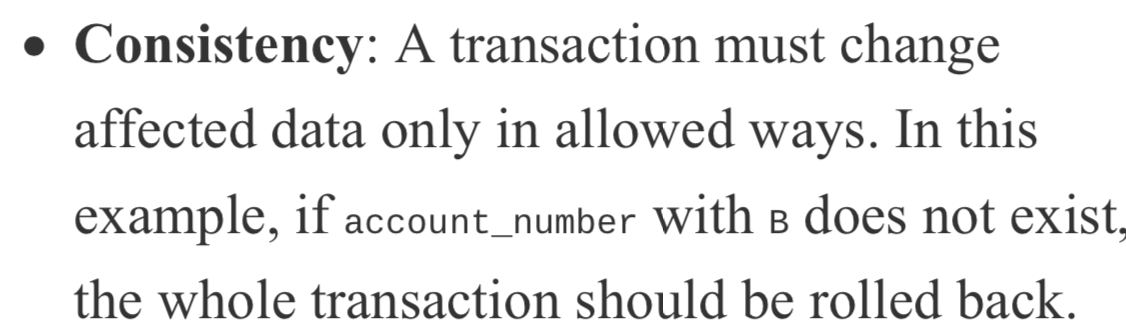 • Consistency: A transaction must change
affected data only in allowed ways. In this
example, if account_number with B does not exist,
the whole transaction should be rolled back.